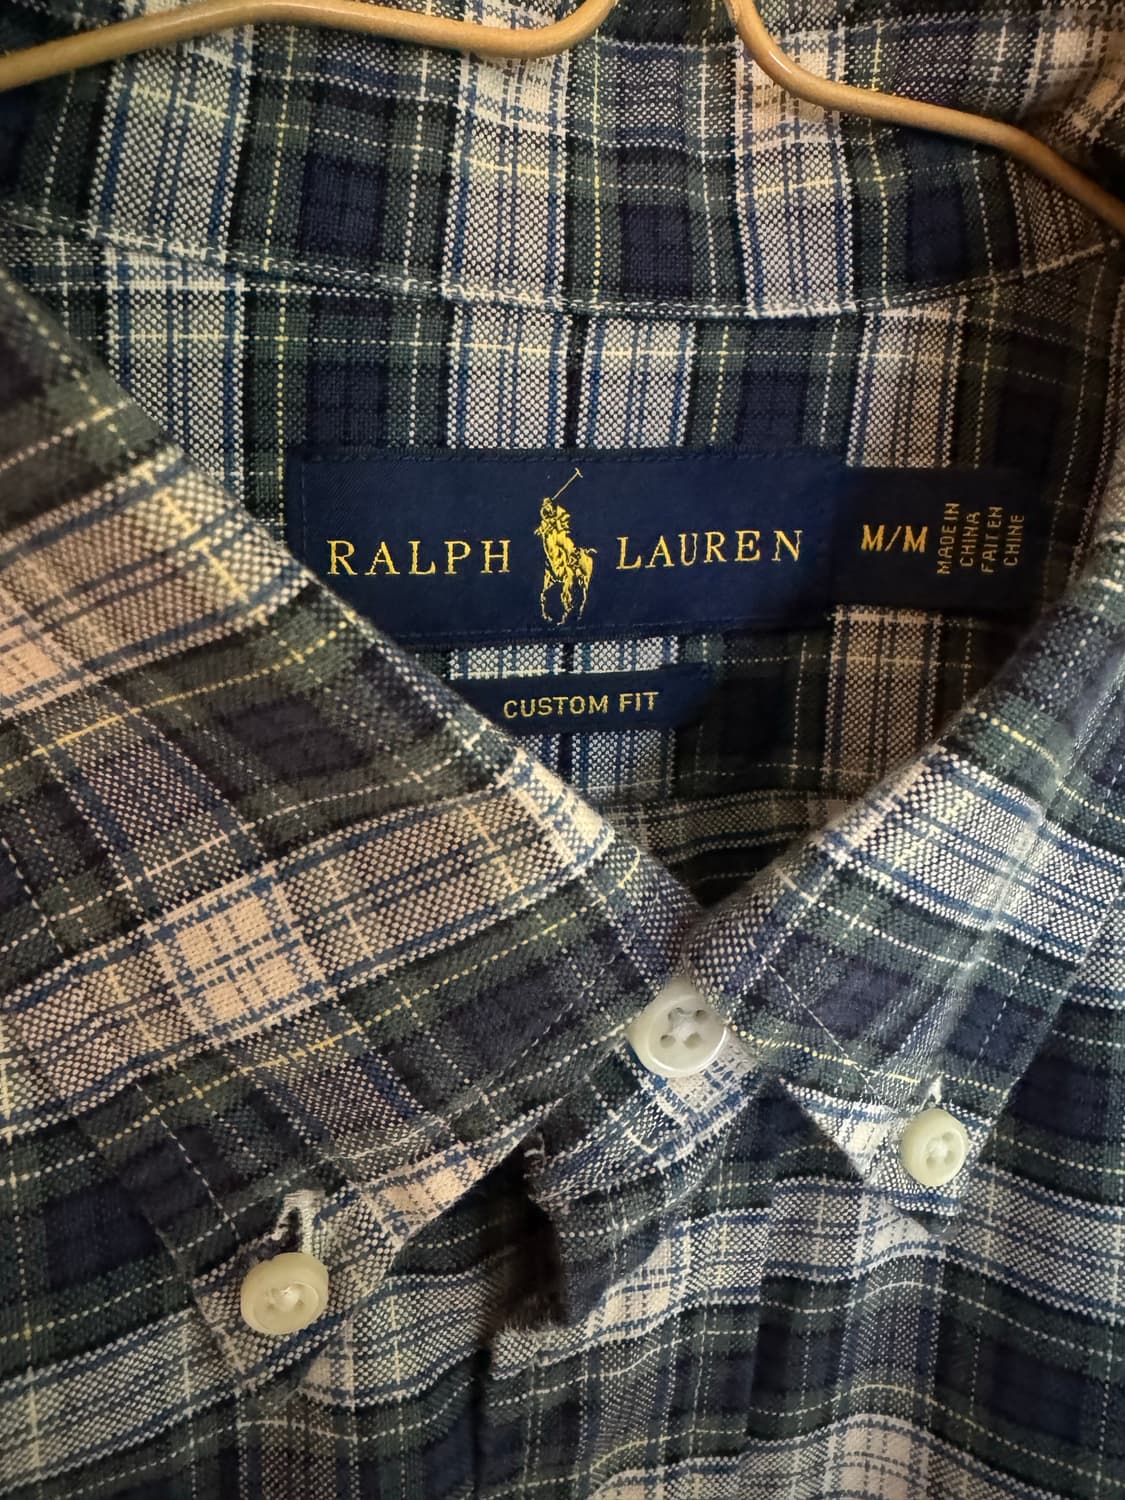 RALPH LAUREN
M/M
MADE IN
CHINA
FAIT EN
CHINE
CUSTOM FIT